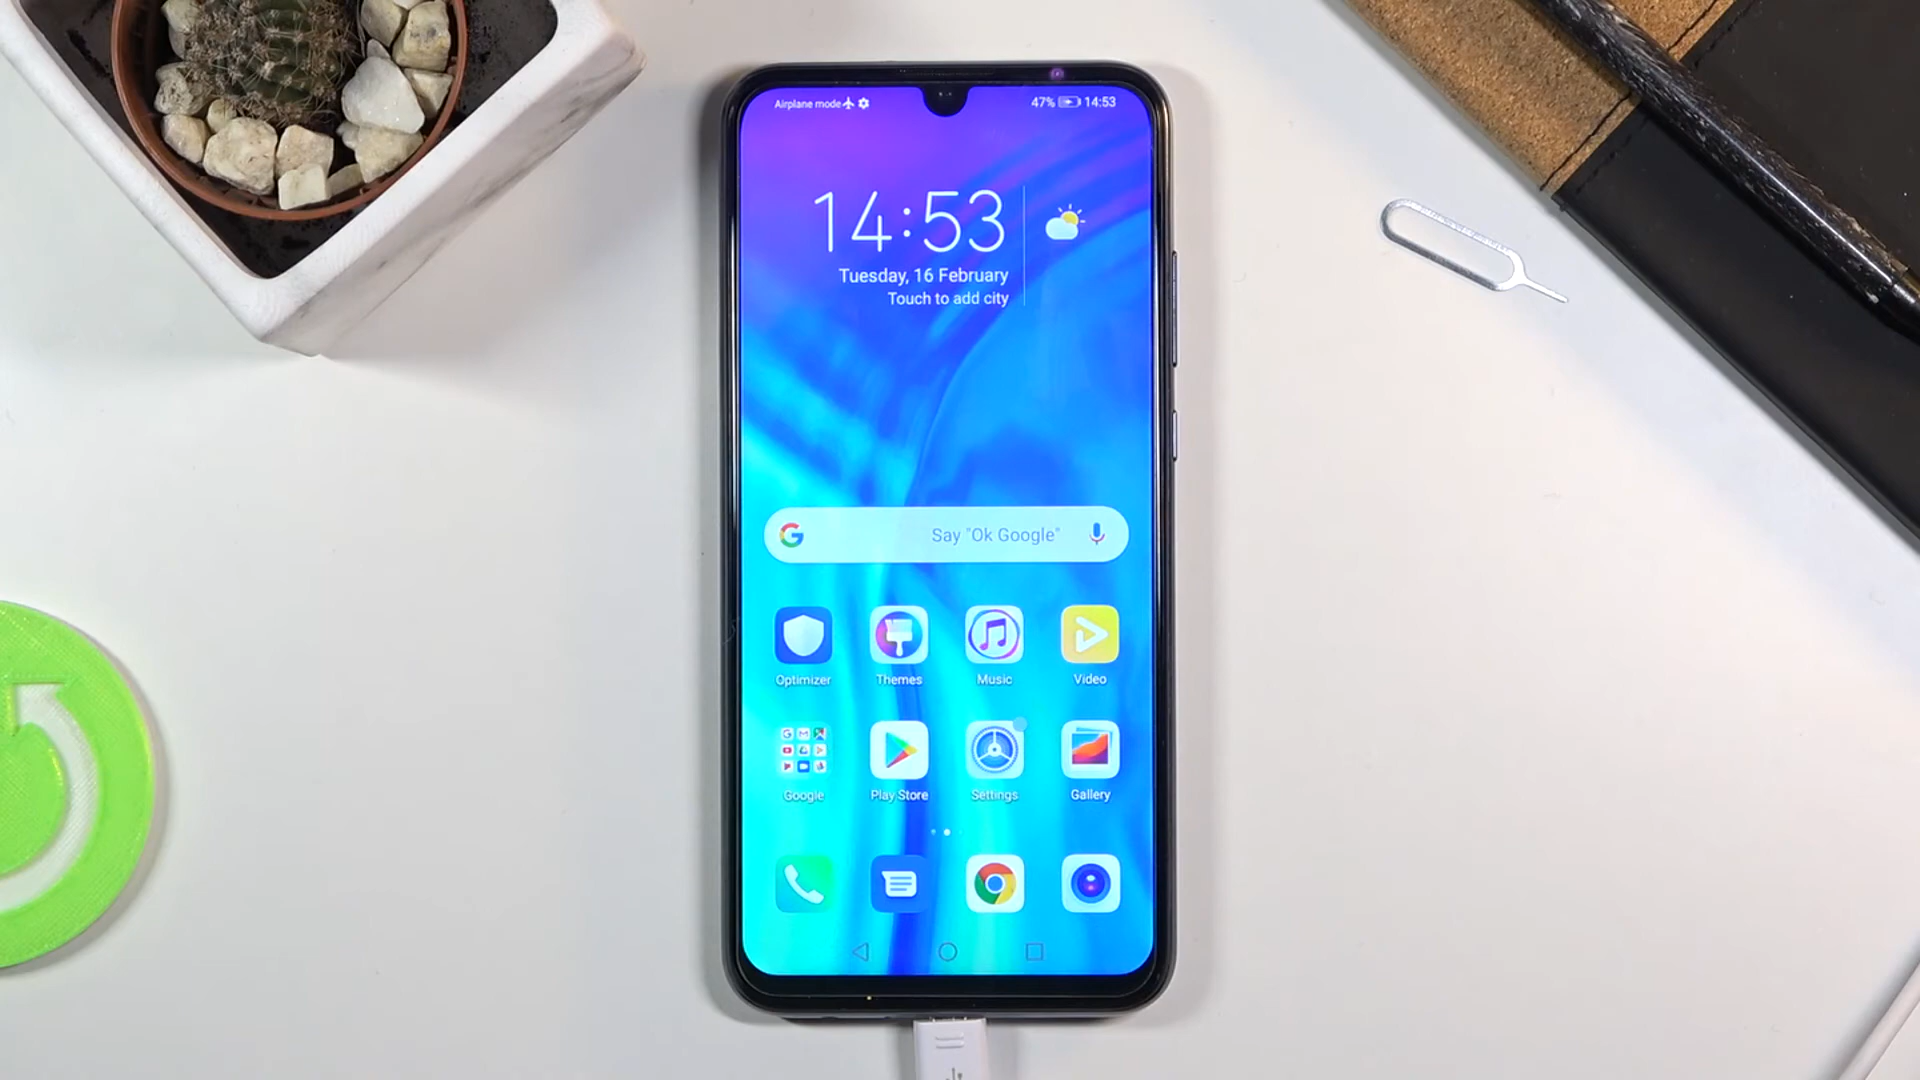 Airplane mode
47% 14:53
14:53
Tuesday, 16 February
Touch to add city
Say "Ok Google"
Optimizer Themes Music Video
Google Play Store Settings Gallery